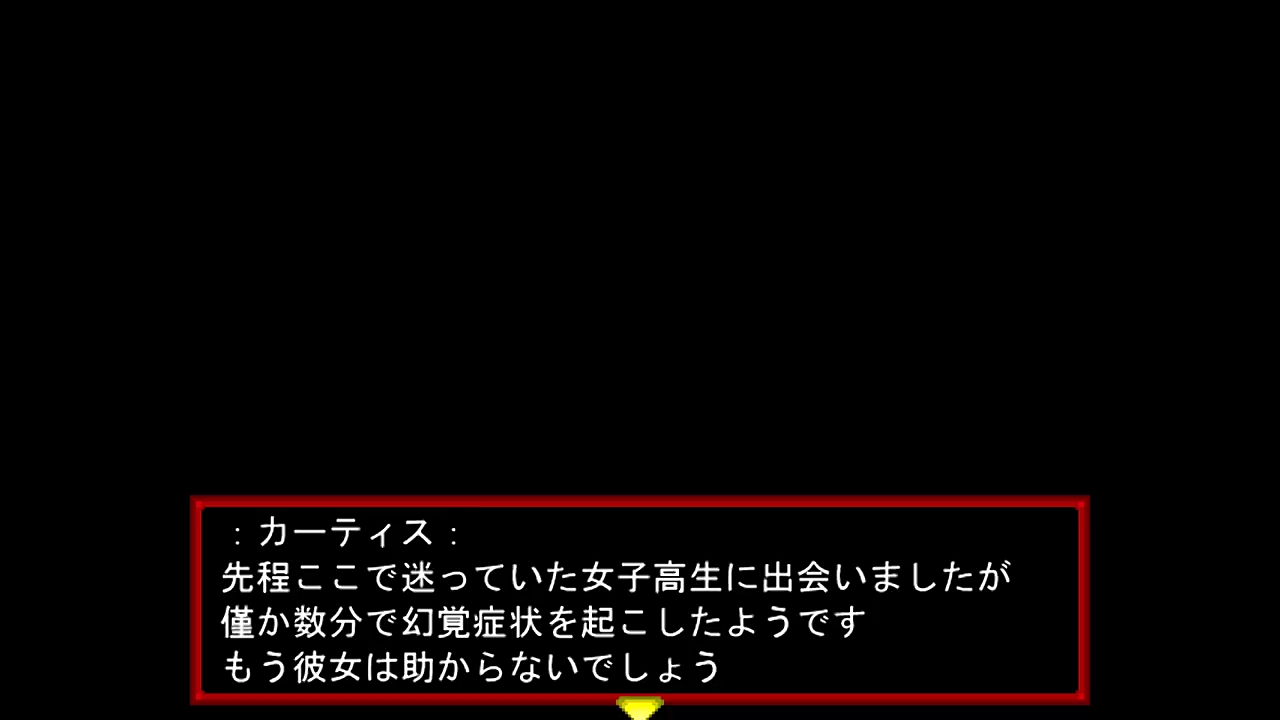 ：カーティス：
先程ここで迷っていた女子高生に出会いましたが
僅か数分で幻覚症状を起こしたようです
もう彼女は助からないでしょう